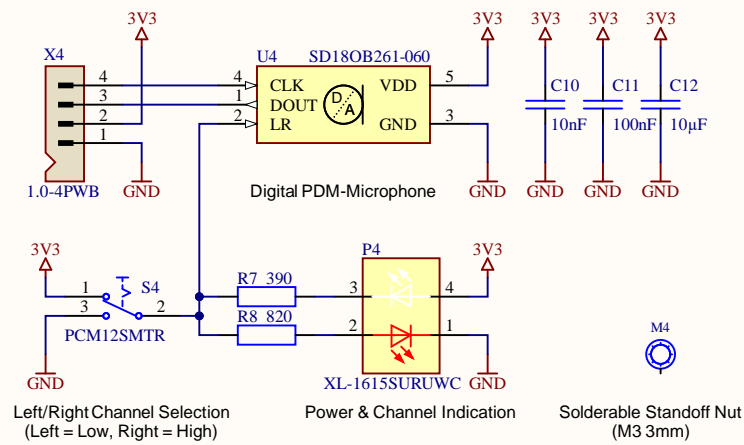 3V3 3V3 3V3 3V3 3V3
X4 U4 SD18OB261-060
4 4 CLK VDD 5 C10 C11 C12
3 1 DOUT D A
2 2 LR GND 3 10nF 100nF 10µF
1
1.0-4PWB GND Digital PDM-Microphone GND GND GND GND
3V3 P4 3V3
1 S4 R7 390 3 4
3 2 R8 820 2 1 M4
PCM12SMTR
GND XL-1615SURUWC GND
Left/Right Channel Selection Power & Channel Indication Solderable Standoff Nut
(Left = Low, Right = High) (M3 3mm)